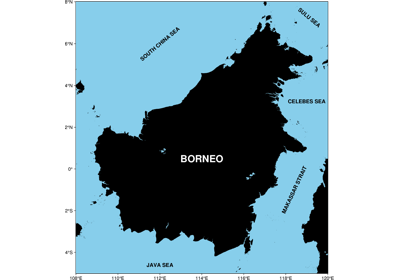 8°N
SULU SEA
SOUTH CHINA SEA
6°N
4°N
CELEBES SEA
2°N
BORNEO
0°
MAKASSAR STRAIT
2°S
4°S
JAVA SEA
108°E
110°E
112°E
114°E
116°E
118°E
120°E